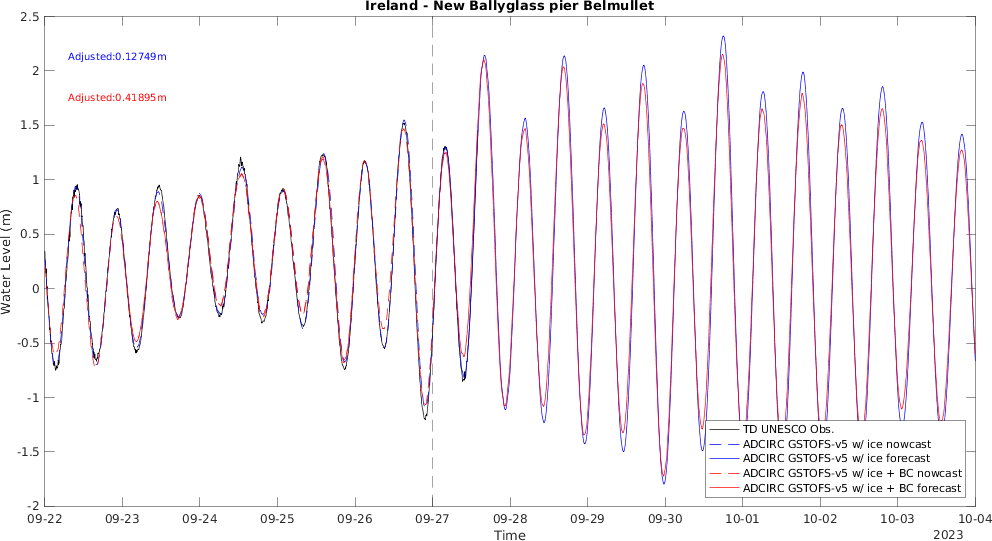 Ireland - New Ballyglass pier Belmullet
2.5
2
1.5
1
0.5
0
-0.5
-1
-1.5
-2
Water Level (m)
Adjusted:0.12749m
Adjusted:0.41895m
TD UNESCO Obs.
ADCIRC GSTOFS-v5 w/ ice nowcast
ADCIRC GSTOFS-v5 w/ ice forecast
ADCIRC GSTOFS-v5 w/ ice + BC nowcast
ADCIRC GSTOFS-v5 w/ ice + BC forecast
09-22 09-23 09-24 09-25 09-26 09-27 09-28 09-29 09-30 10-01 10-02 10-03 10-04
Time
2023